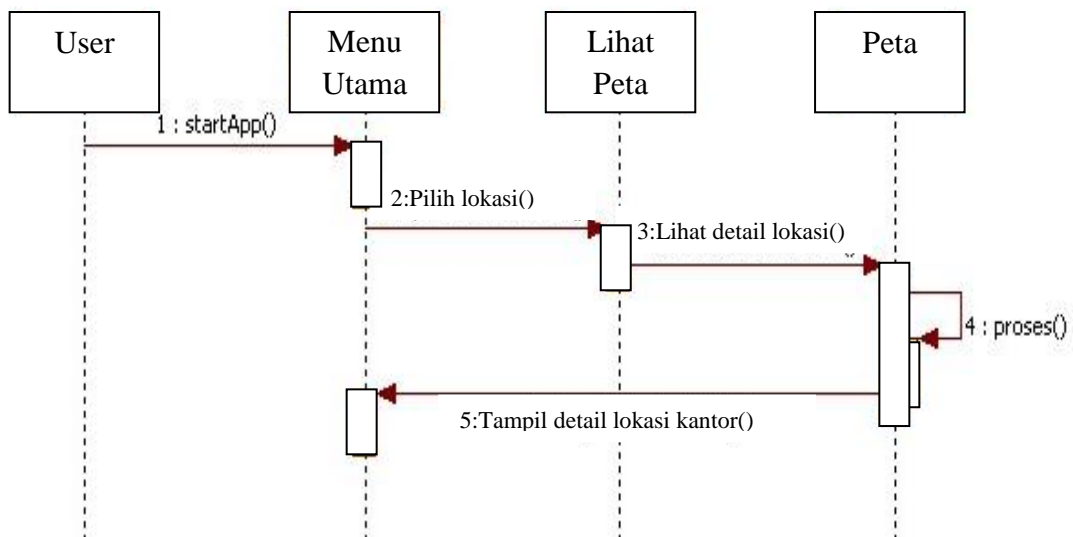 User
Menu
Utama
Lihat
Peta
Peta
1 : startApp()
2:Pilih lokasi()
3:Lihat detail lokasi()
4 : proses()
5:Tampil detail lokasi kantor()